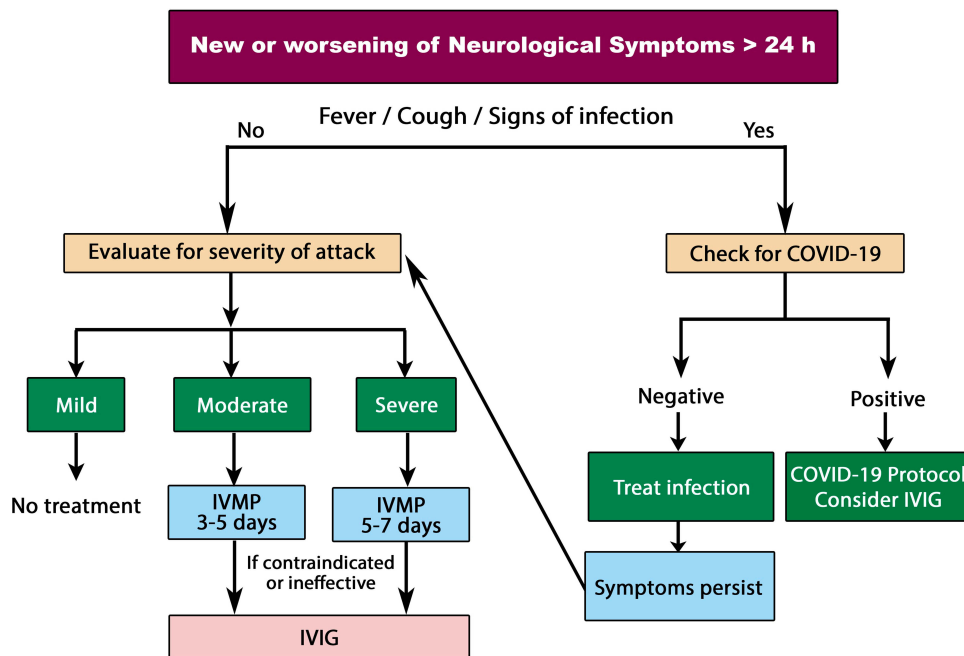 New or worsening of Neurological Symptoms > 24 h
Fever / Cough / Signs of infection
No
Yes
Evaluate for severity of attack
Check for COVID-19
Mild
Moderate
Severe
Negative
Positive
No treatment
IVMP
3-5 days
IVMP
5-7 days
Treat infection
COVID-19 Protocol
Consider IVIG
If contraindicated
or ineffective
Symptoms persist
IVIG